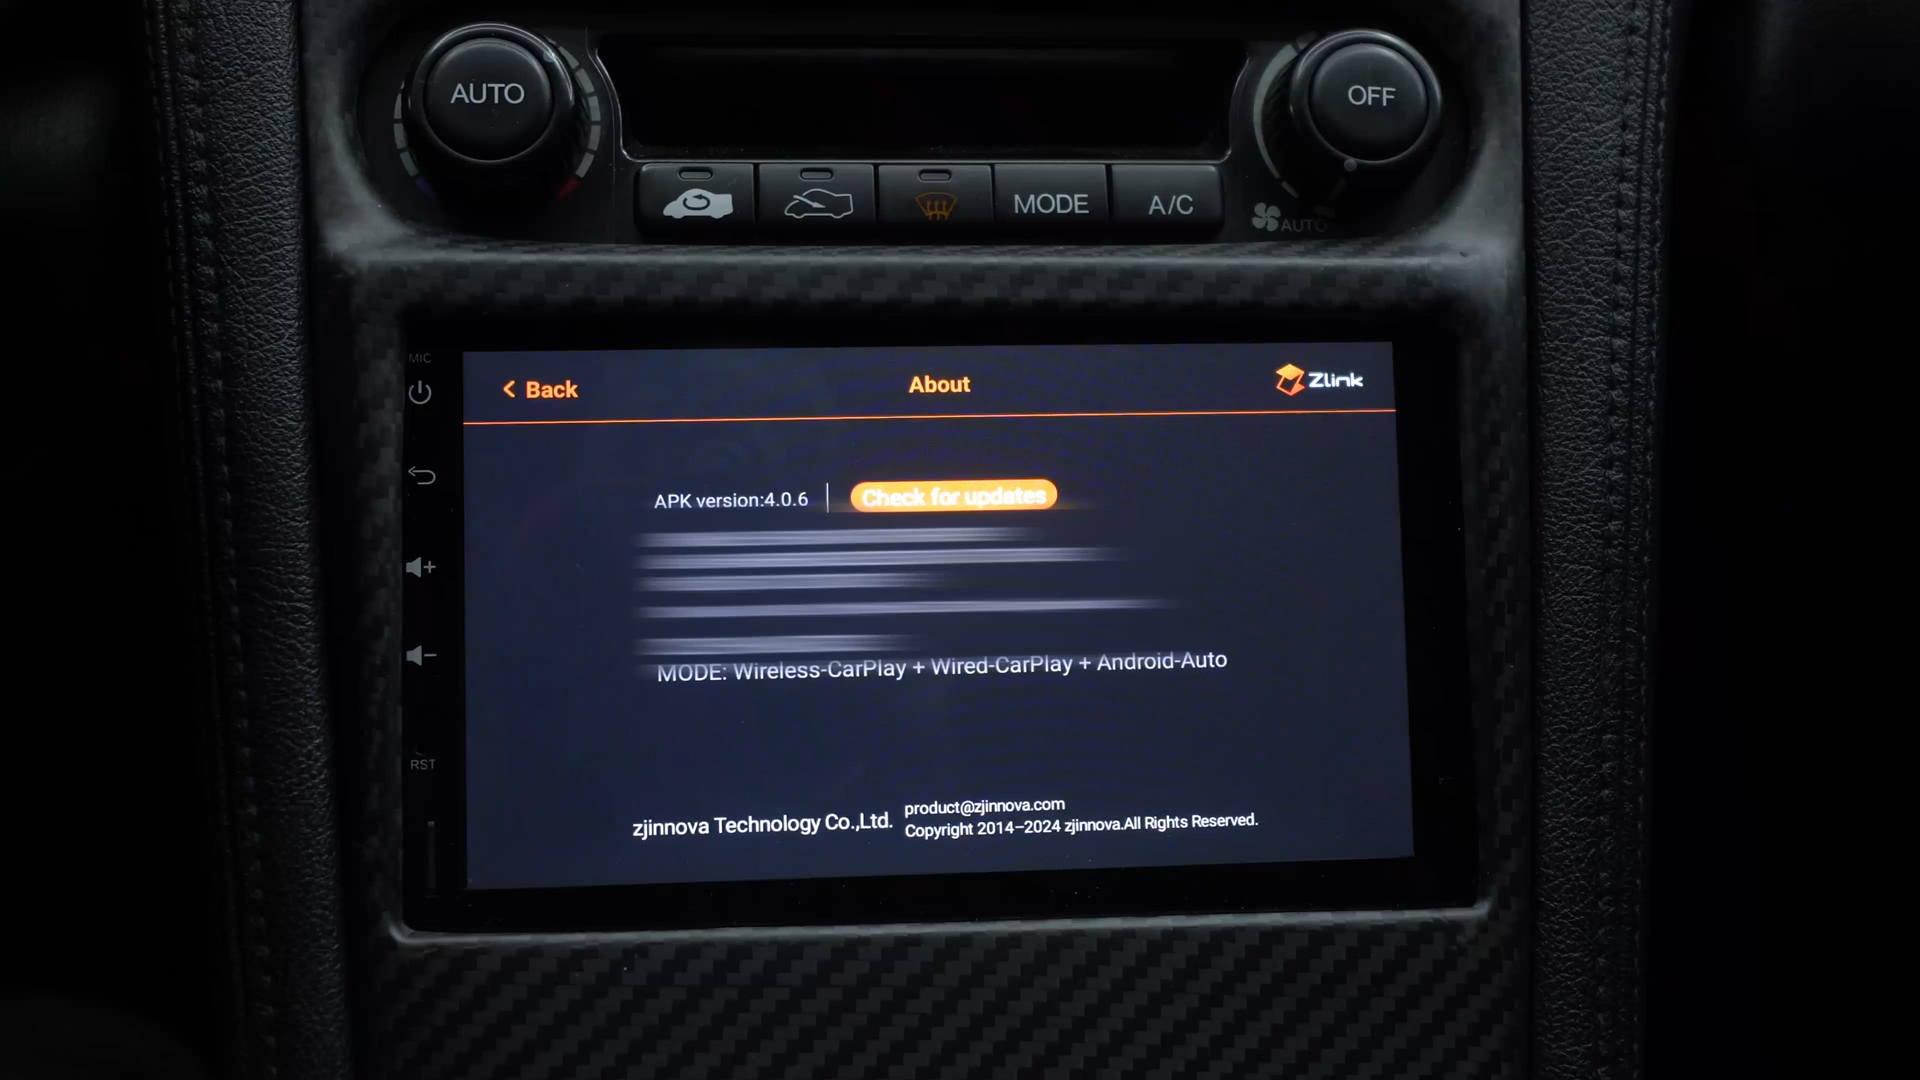 AUTO
OFF
MODE
A/C
AUTO
MIC
Back
About
Zlink
APK version:4.0.6
Check for updates
MODE: Wireless-CarPlay + Wired-CarPlay + Android-Auto
RST
zjinnova Technology Co.,Ltd.
product@zjinnova.com
Copyright 2014-2024 zjinnova.All Rights Reserved.